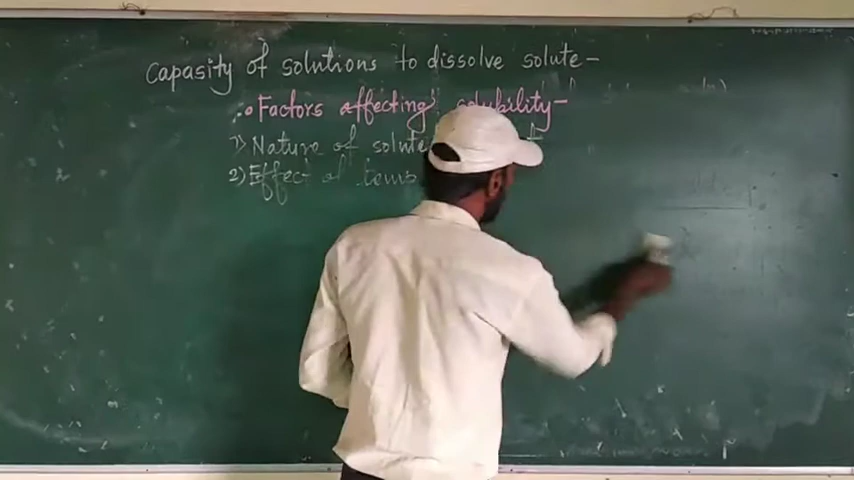 Capasity of solutions to dissolve solute -
Factors affecting solubility -
1) Nature of solute
2) Effect of temp